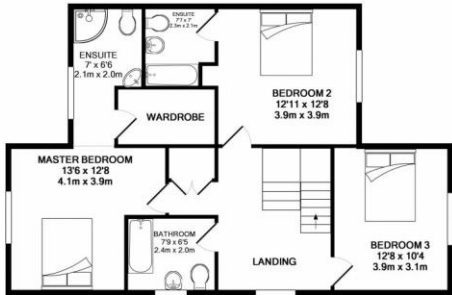 ENSUITE
7'1 x 7'
2.3m x 2.1m
ENSUITE
7' x 6'6
2.1m x 2.0m
BEDROOM 2
12'11 x 12'8
3.9m x 3.9m
WARDROBE
MASTER BEDROOM
13'6 x 12'8
4.1m x 3.9m
BATHROOM
7'9 x 6'5
2.4m x 2.0m
LANDING
BEDROOM 3
12'8 x 10'4
3.9m x 3.1m